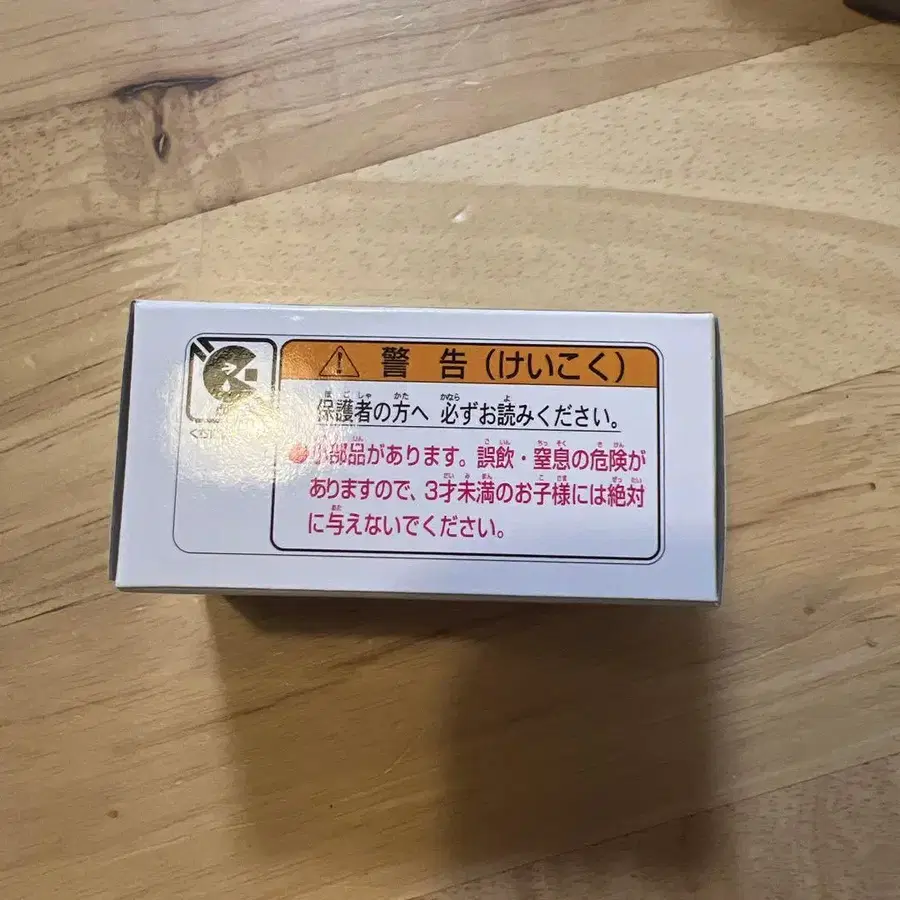 警 告 (けいこく)
保護者の方へ 必ずお読みください。
小部品があります。誤飲・窒息の危険が
ありますので、3才未満のお子様には絶対
に与えないでください。